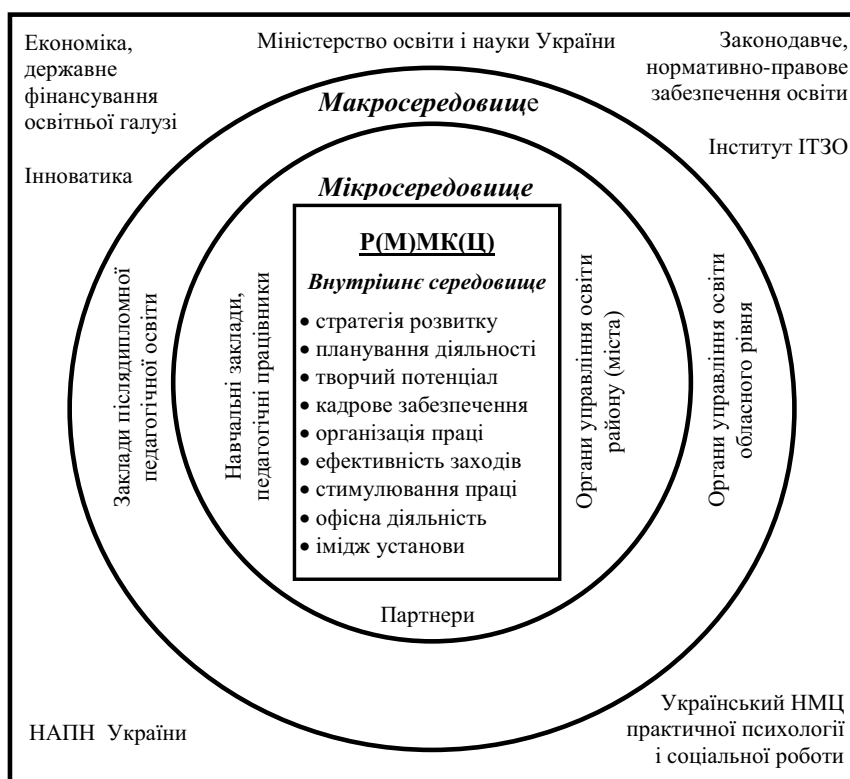 Економіка,
державне
фінансування
освітньої галузі
Міністерство освіти і науки України
Законодавче,
нормативно-правове
забезпечення освіти
Макросередовище
Інститут ІТЗО
Інноватика
Мікросередовище
Р(М)МК(Ц)
Внутрішнє середовище
• стратегія розвитку
• планування діяльності
• творчий потенціал
• кадрове забезпечення
• організація праці
• ефективність заходів
• стимулювання праці
• офісна діяльність
• імідж установи
Заклади післядипломної
педагогічної освіти
Навчальні заклади,
педагогічні працівники
Органи управління освіти
району (міста)
Органи управління освіти
обласного рівня
Партнери
НАПН України
Український НМЦ
практичної психології
і соціальної роботи